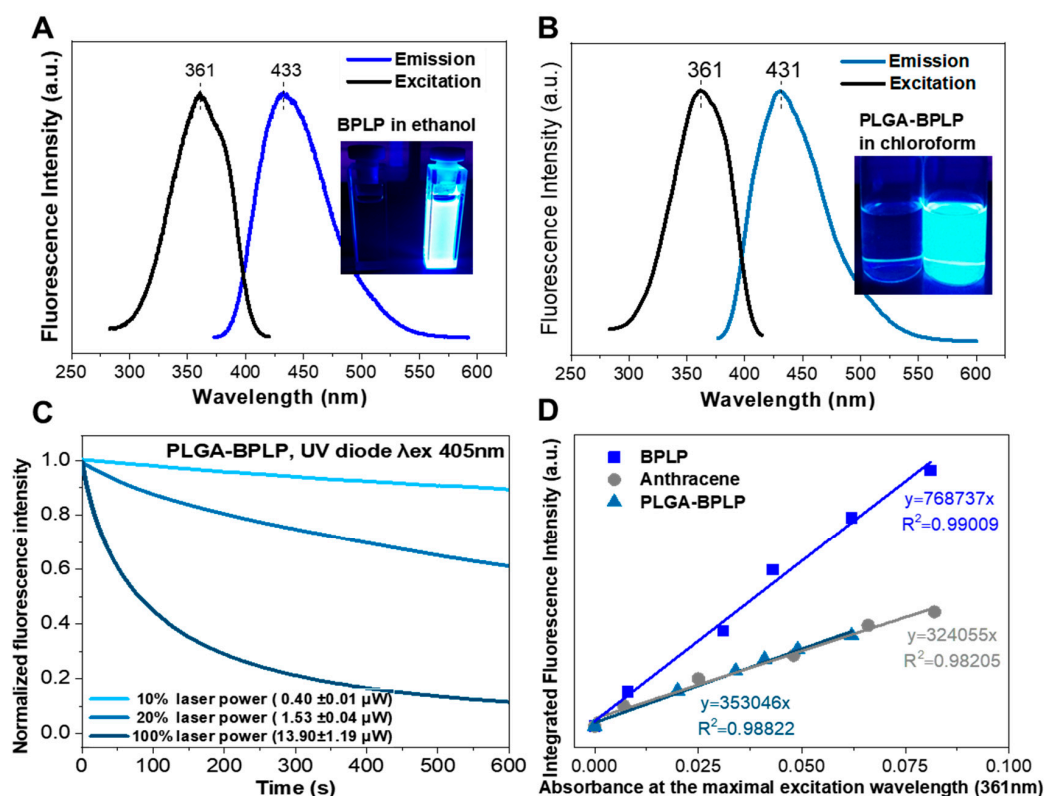 A
Fluorescence Intensity (a.u.)
361
433
Emission
Excitation
BPLP in ethanol
250 300 350 400 450 500 550 600
Wavelength (nm)
B
Fluorescence Intensity (a.u.)
361
431
Emission
Excitation
PLGA-BPLP
in chloroform
250 300 350 400 450 500 550 600
Wavelength (nm)
C
Normalized fluorescence intensity
PLGA-BPLP, UV diode λex 405nm
1.0
0.8
0.6
0.4
0.2
0.0
10% laser power ( 0.40 ±0.01 µW)
20% laser power ( 1.53 ±0.04 µW)
100% laser power (13.90±1.19 µW)
0 100 200 300 400 500 600
Time (s)
D
Integrated Fluorescence Intensity (a.u.)
BPLP
Anthracene
PLGA-BPLP
y=768737x
R²=0.99009
y=324055x
R²=0.98205
y=353046x
R²=0.98822
0.000 0.025 0.050 0.075 0.100
Absorbance at the maximal excitation wavelength (361nm)